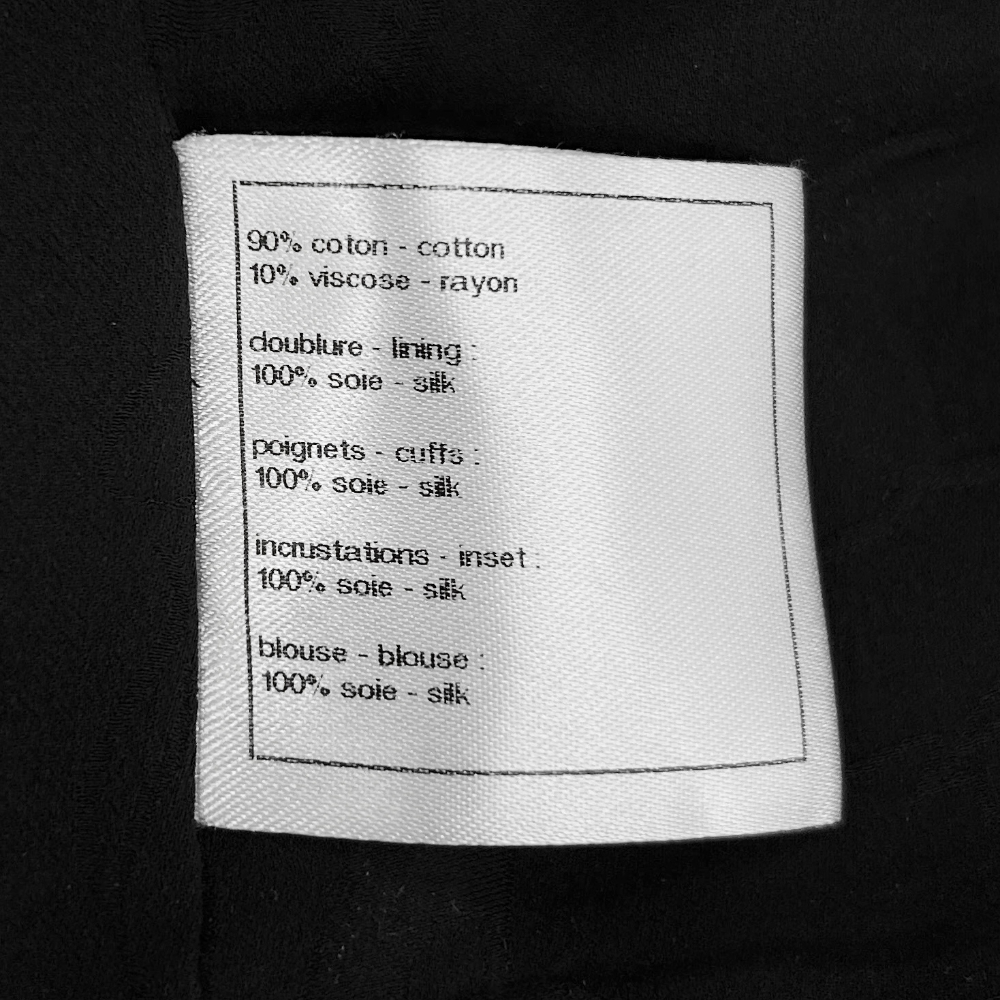 90% coton - cotton
10% viscose - rayon
doublure - lining :
100% soie - silk
poignets - cuffs :
100% soie - silk
incrustations - inset :
100% soie - silk
blouse - blouse :
100% soie - silk